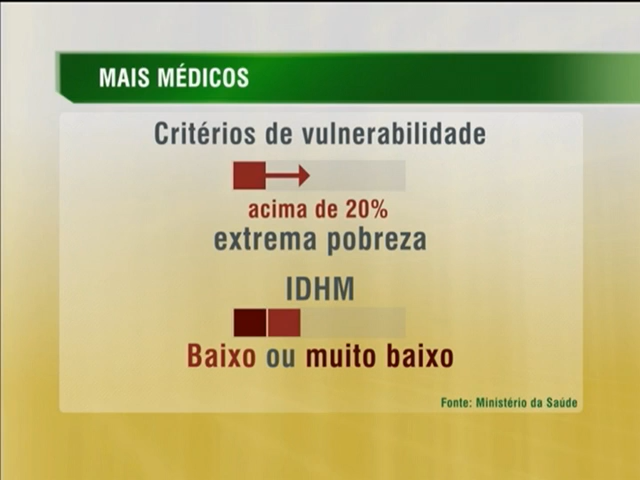 MAIS MÉDICOS
Critérios de vulnerabilidade
acima de 20%
extrema pobreza
IDHM
Baixo ou muito baixo
Fonte: Ministério da Saúde